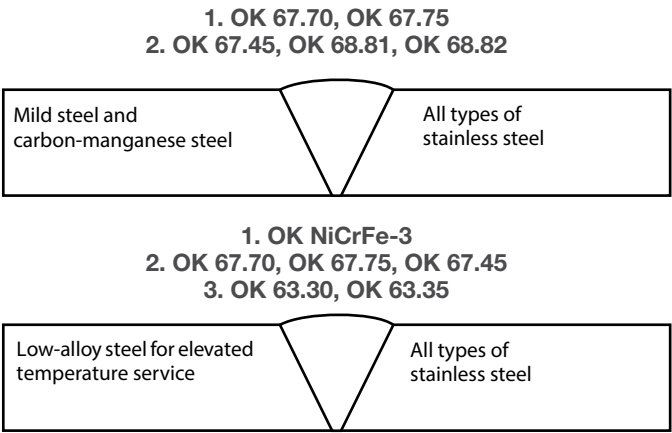 1. OK 67.70, OK 67.75
2. OK 67.45, OK 68.81, OK 68.82
Mild steel and
carbon-manganese steel
All types of
stainless steel
1. OK NiCrFe-3
2. OK 67.70, OK 67.75, OK 67.45
3. OK 63.30, OK 63.35
Low-alloy steel for elevated
temperature service
All types of
stainless steel